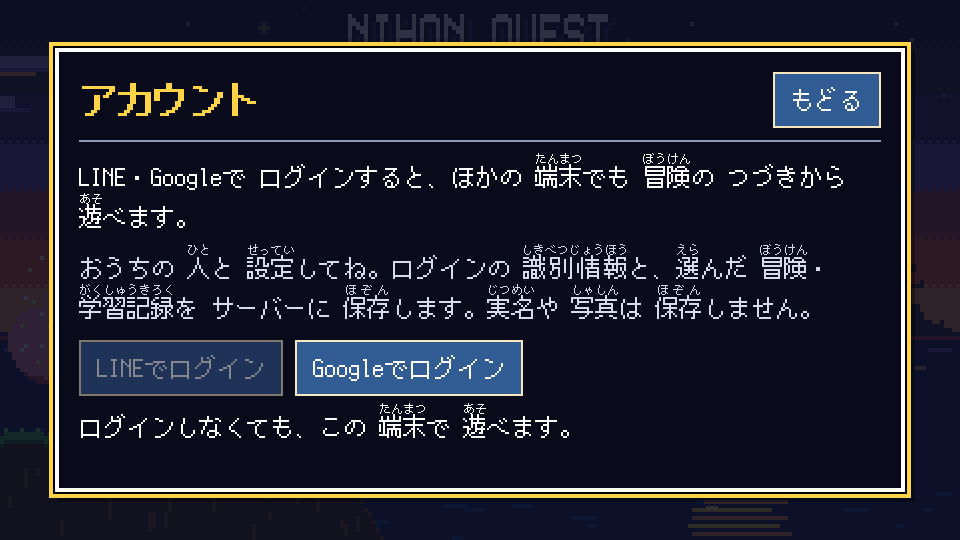 NIHON QUEST
アカウント
もどる
LINE・Googleで ログインすると、ほかの 端末でも 冒険の つづきから
遊べます。
おうちの 人と 設定してね。ログインの 識別情報と、選んだ 冒険・
学習記録を サーバーに 保存します。実名や 写真は 保存しません。
LINEでログイン
Googleでログイン
ログインしなくても、この 端末で 遊べます。